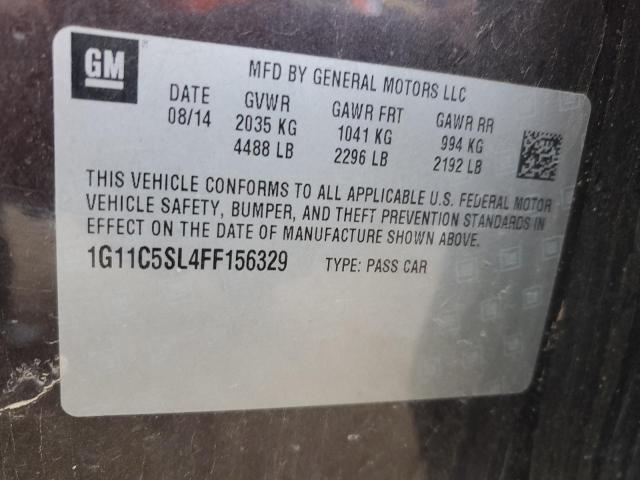 GM
MFD BY GENERAL MOTORS LLC
DATE GVWR GAWR FRT GAWR RR
08/14 2035 KG 1041 KG 994 KG
4488 LB 2296 LB 2192 LB
THIS VEHICLE CONFORMS TO ALL APPLICABLE U.S. FEDERAL MOTOR
VEHICLE SAFETY, BUMPER, AND THEFT PREVENTION STANDARDS IN
EFFECT ON THE DATE OF MANUFACTURE SHOWN ABOVE.
1G11C5SL4FF156329 TYPE: PASS CAR